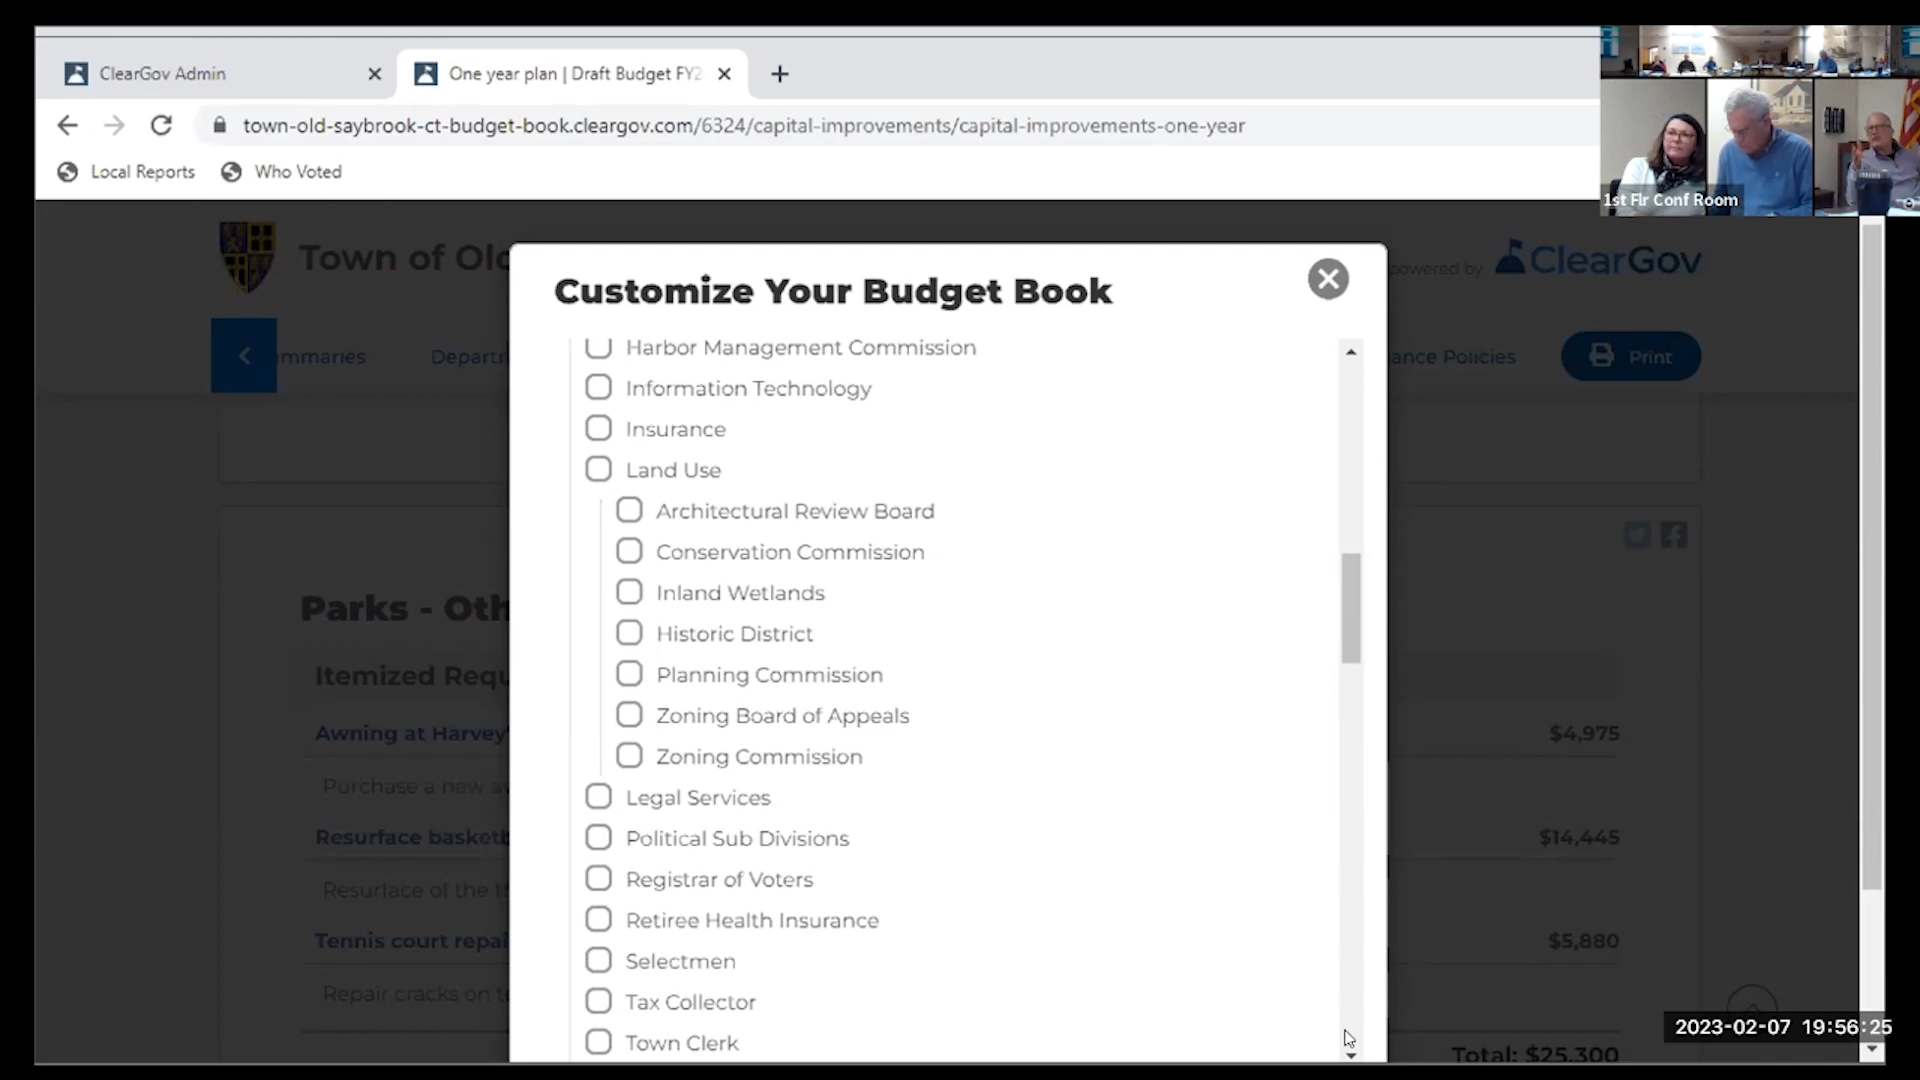 ClearGov Admin
One year plan | Draft Budget FY2
town-old-saybrook-ct-budget-book.cleargov.com/6324/capital-improvements/capital-improvements-one-year
Local Reports
Who Voted
1st Flr Conf Room
Town of Old
powered by ClearGov
Customize Your Budget Book
mmaries
Depart
ance Policies
Print
Harbor Management Commission
Information Technology
Insurance
Land Use
Architectural Review Board
Conservation Commission
Inland Wetlands
Historic District
Planning Commission
Zoning Board of Appeals
Zoning Commission
Legal Services
Political Sub Divisions
Registrar of Voters
Retiree Health Insurance
Selectmen
Tax Collector
Town Clerk
Parks - Oth
Itemized Requ
Awning at Harvey'
$4,975
Purchase a new
Resurface basketb
$14,445
Resurface of the
Tennis court repai
$5,880
Repair cracks on
Total: $25,300
2023-02-07 19:56:25